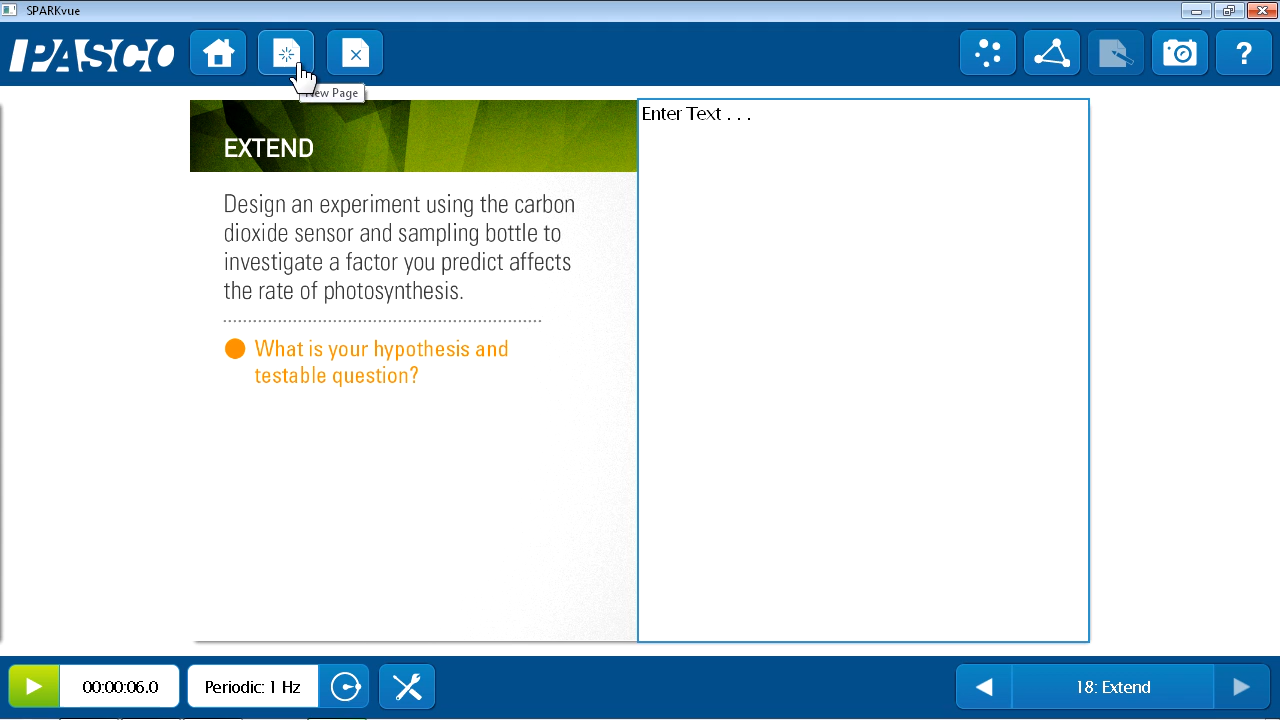 SPARKvue
PASCO
?
New Page
EXTEND
Design an experiment using the carbon
dioxide sensor and sampling bottle to
investigate a factor you predict affects
the rate of photosynthesis.
What is your hypothesis and
testable question?
Enter Text . . .
00:00:06.0
Periodic: 1 Hz
18: Extend